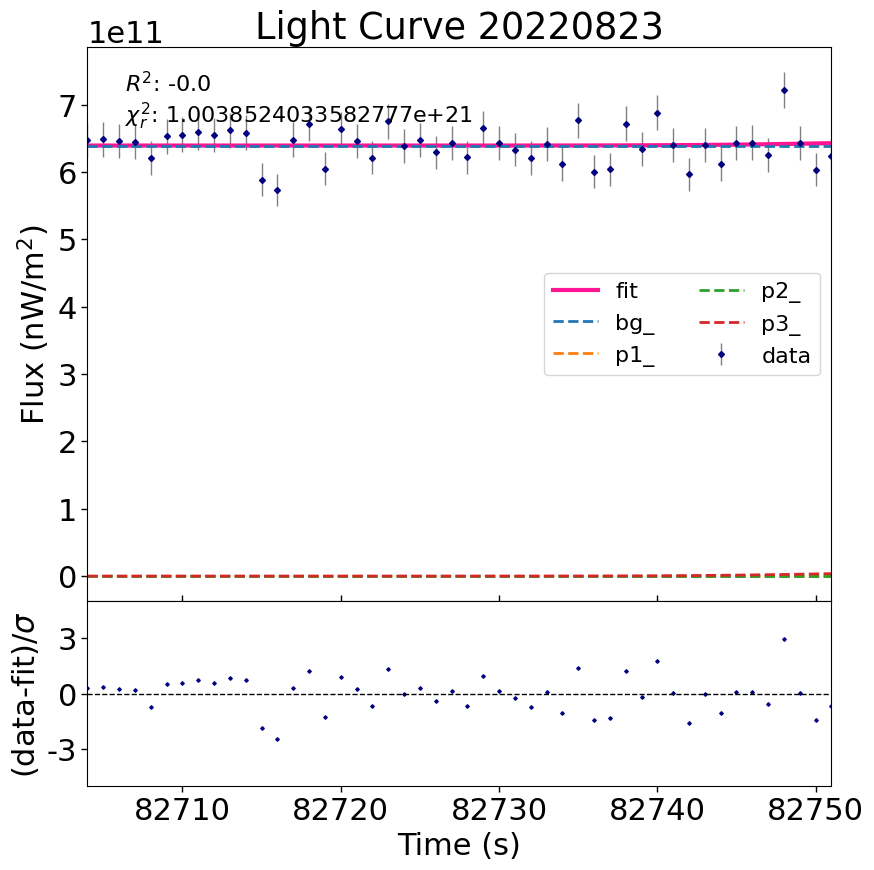 Light Curve 20220823
1e11
R²: -0.0
χ²ᵣ: 1.0038524033582777e+21
7
6
5
4
3
2
1
0
Flux (nW/m²)
fit
bg_
p1_
p2_
p3_
data
3
0
-3
(data-fit)/σ
82710 82720 82730 82740 82750
Time (s)